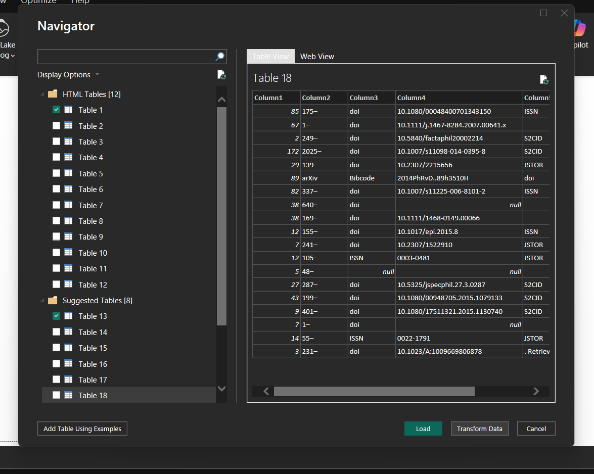 Optimize Help
Lake
og
pilot
Navigator
Display Options
HTML Tables [12]
Table 1
Table 2
Table 3
Table 4
Table 5
Table 6
Table 7
Table 8
Table 9
Table 10
Table 11
Table 12
Suggested Tables [8]
Table 13
Table 14
Table 15
Table 16
Table 17
Table 18
Table View Web View
Table 18
Column1 Column2 Column3 Column4 Column5
85 175– doi 10.1080/00048400701343150 ISSN
67 1– doi 10.1111/j.1467-8284.2007.00641.x
2 249– doi 10.5840/factaphil20002214 S2CID
172 2025– doi 10.1007/s11098-014-0395-8 S2CID
29 139– doi 10.2307/2215656 JSTOR
89 arXiv Bibcode 2014PhRvD..89h3510H doi
82 337– doi 10.1007/s11225-006-8101-2 ISSN
38 640– doi null
38 169– doi 10.1111/1468-0149.00066
12 155– doi 10.1017/epi.2015.8 ISSN
7 241– doi 10.2307/1522910 JSTOR
12 105– ISSN 0003-0481 JSTOR
5 48– null null
27 287– doi 10.5325/jspecphil.27.3.0287 S2CID
43 199– doi 10.1080/00948705.2015.1079133 S2CID
9 401– doi 10.1080/17511321.2015.1130740 S2CID
7 1– doi null
14 55– ISSN 0022-1791 JSTOR
3 231– doi 10.1023/A:1009669806878 . Retriev
Add Table Using Examples
Load Transform Data Cancel